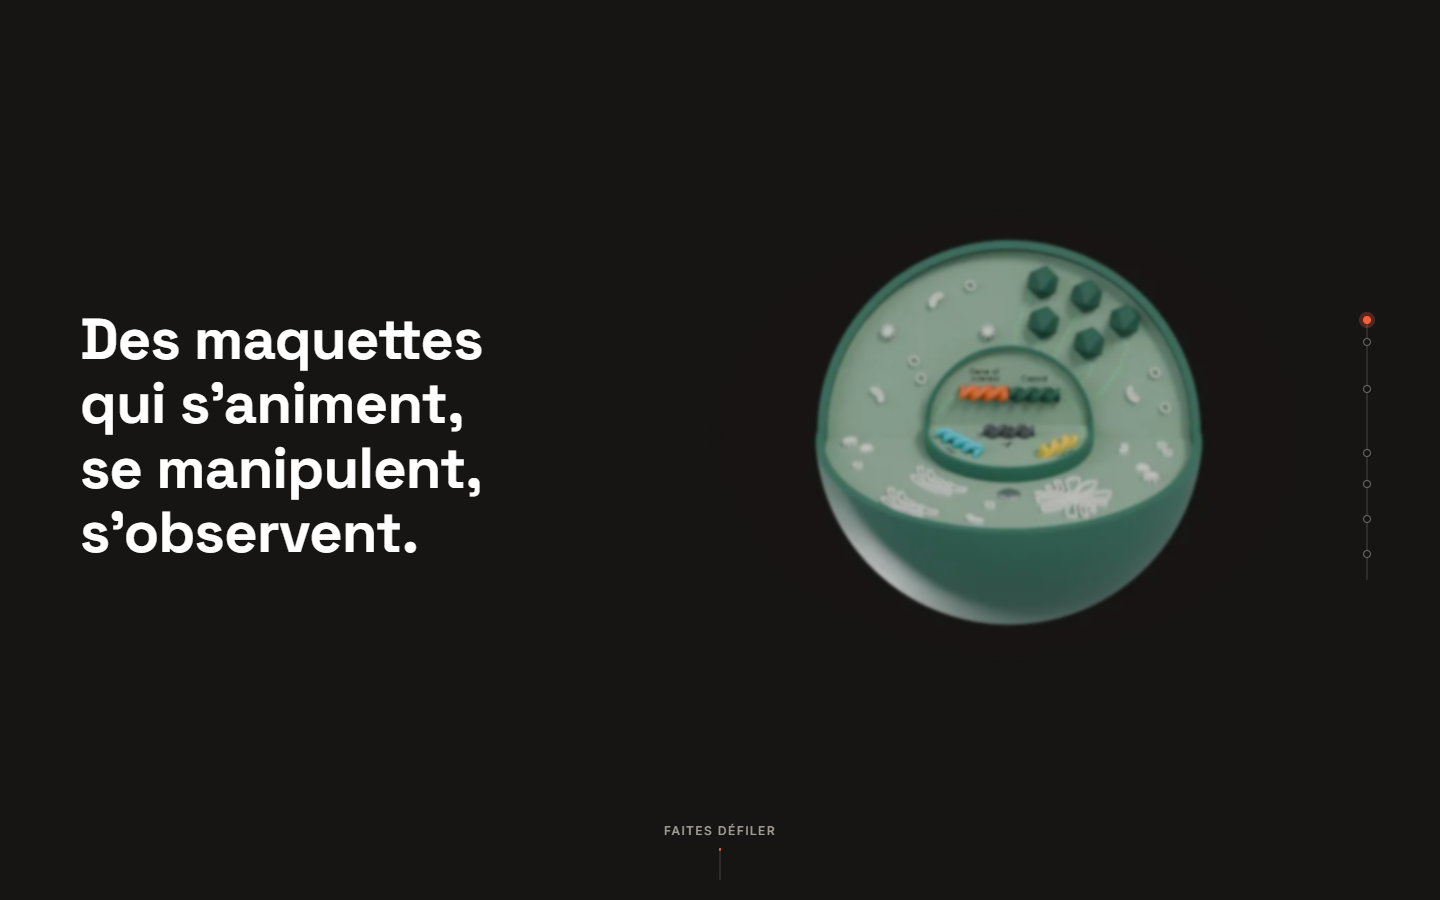 Des maquettes
qui s’animent,
se manipulent,
s’observent.
FAITES DÉFILER